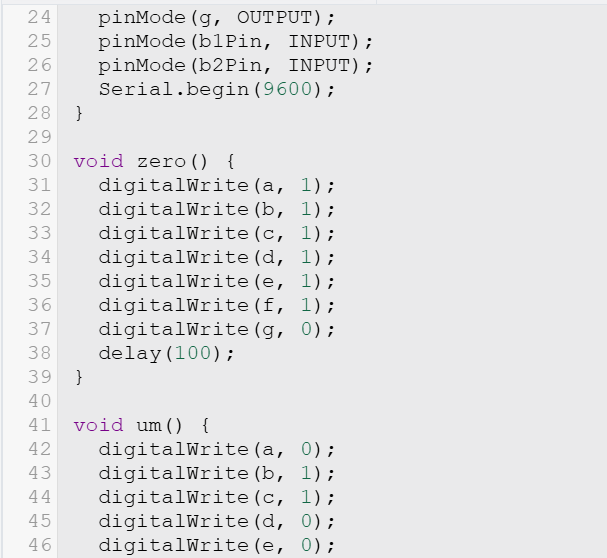 24 pinMode(g, OUTPUT);
25 pinMode(b1Pin, INPUT);
26 pinMode(b2Pin, INPUT);
27 Serial.begin(9600);
28 }
29
30 void zero() {
31 digitalWrite(a, 1);
32 digitalWrite(b, 1);
33 digitalWrite(c, 1);
34 digitalWrite(d, 1);
35 digitalWrite(e, 1);
36 digitalWrite(f, 1);
37 digitalWrite(g, 0);
38 delay(100);
39 }
40
41 void um() {
42 digitalWrite(a, 0);
43 digitalWrite(b, 1);
44 digitalWrite(c, 1);
45 digitalWrite(d, 0);
46 digitalWrite(e, 0);